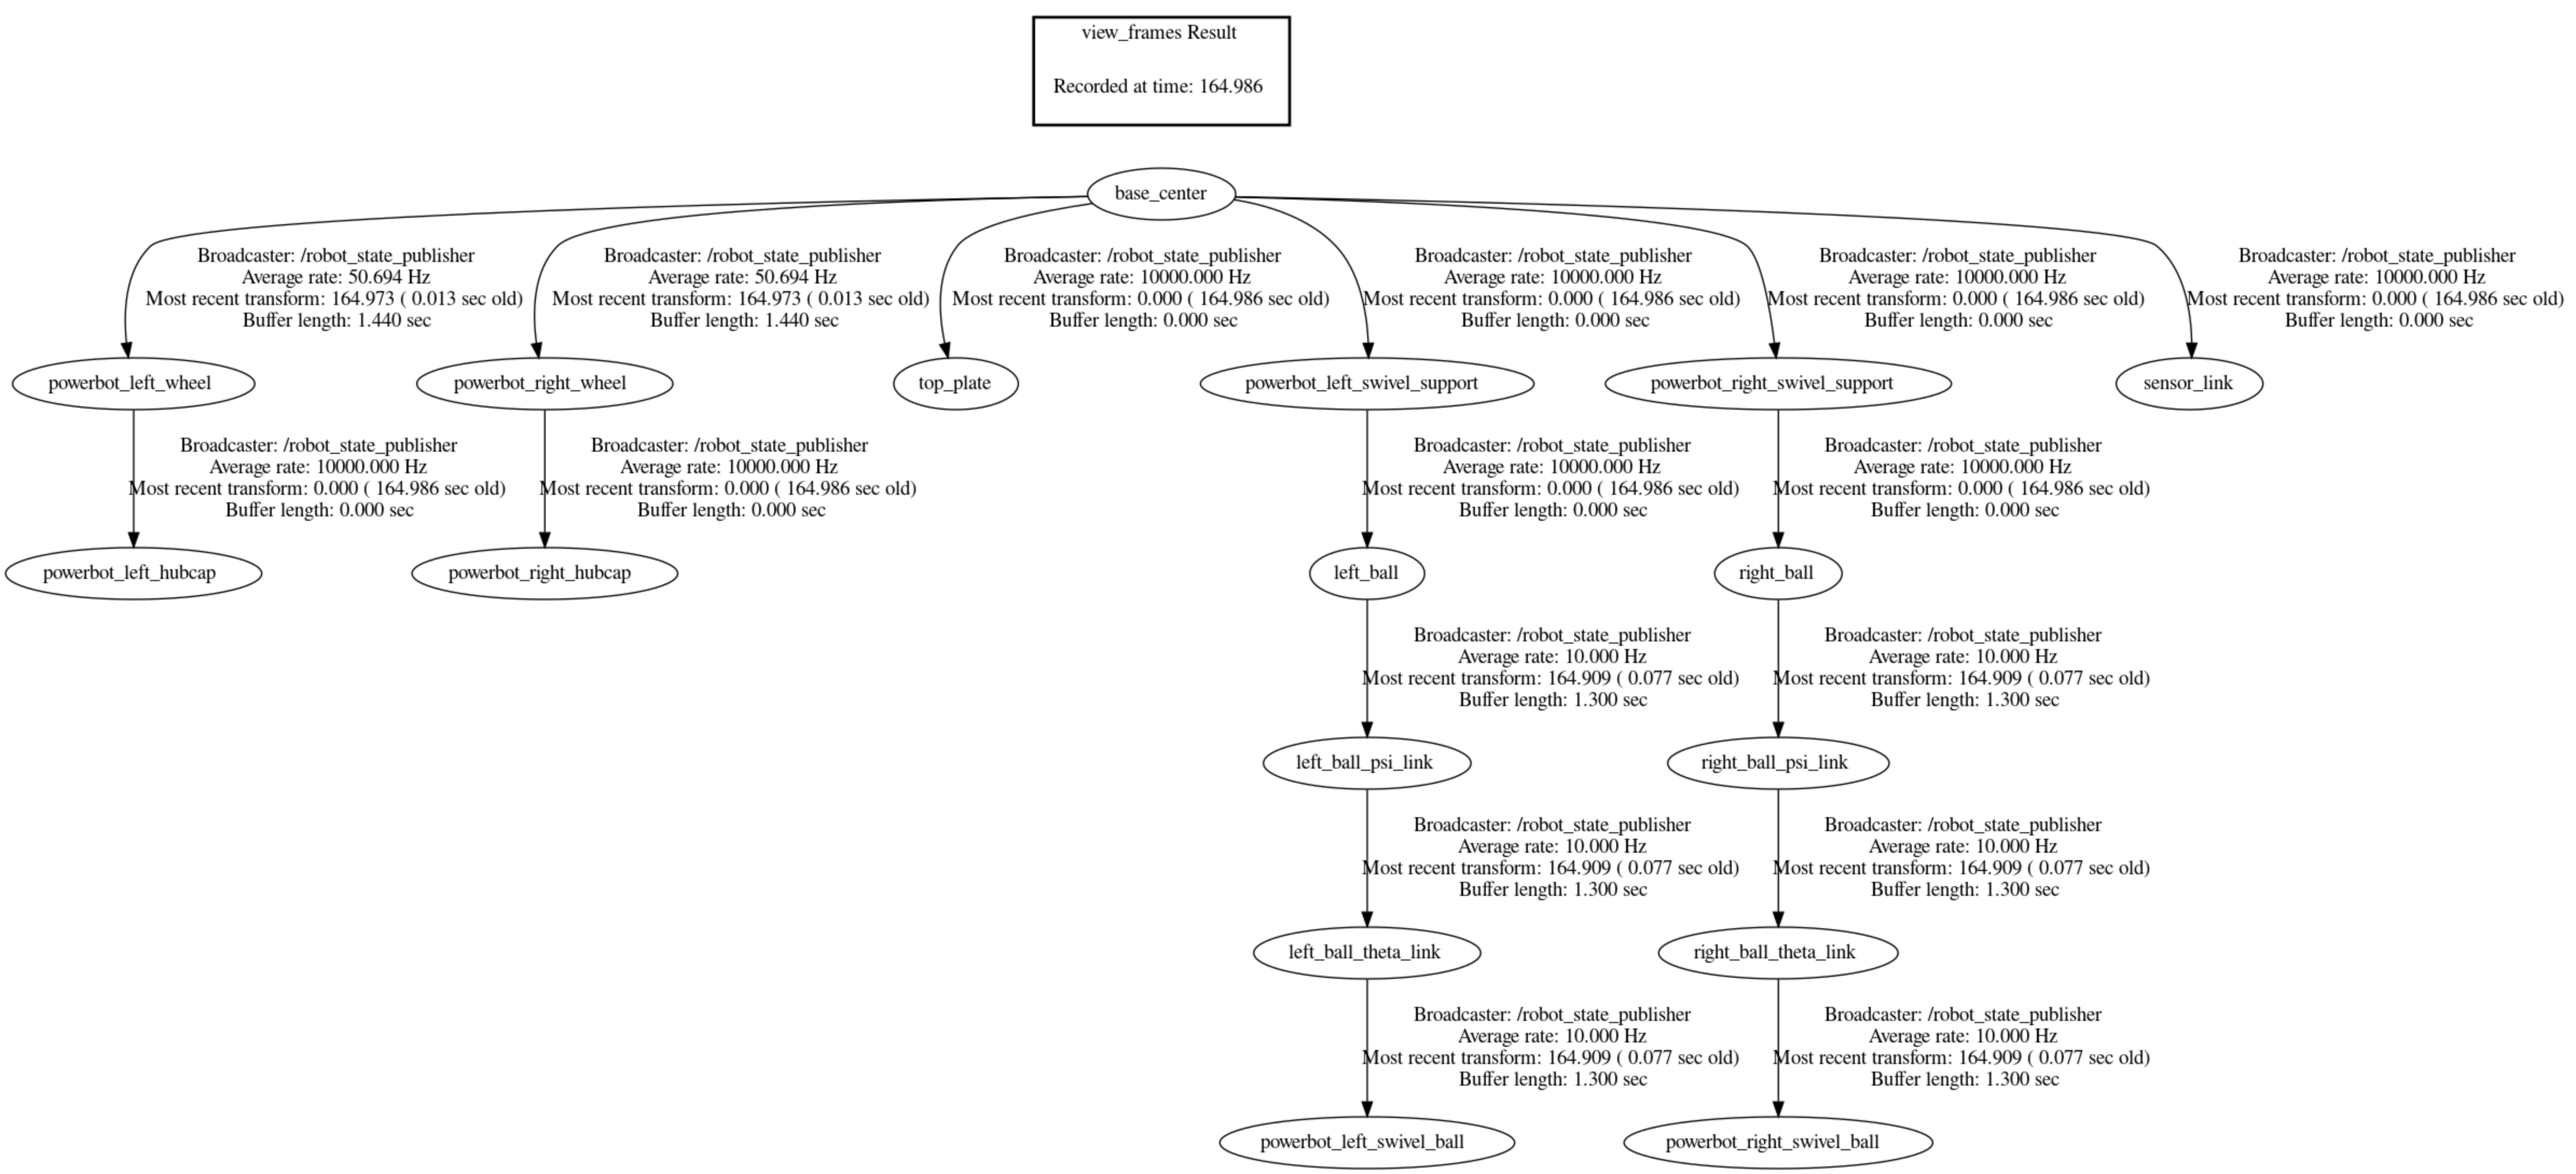 view_frames Result
Recorded at time: 164.986
base_center
Broadcaster: /robot_state_publisher
Average rate: 50.694 Hz
Most recent transform: 164.973 ( 0.013 sec old)
Buffer length: 1.440 sec
Broadcaster: /robot_state_publisher
Average rate: 50.694 Hz
Most recent transform: 164.973 ( 0.013 sec old)
Buffer length: 1.440 sec
Broadcaster: /robot_state_publisher
Average rate: 10000.000 Hz
Most recent transform: 0.000 ( 164.986 sec old)
Buffer length: 0.000 sec
Broadcaster: /robot_state_publisher
Average rate: 10000.000 Hz
Most recent transform: 0.000 ( 164.986 sec old)
Buffer length: 0.000 sec
Broadcaster: /robot_state_publisher
Average rate: 10000.000 Hz
Most recent transform: 0.000 ( 164.986 sec old)
Buffer length: 0.000 sec
Broadcaster: /robot_state_publisher
Average rate: 10000.000 Hz
Most recent transform: 0.000 ( 164.986 sec old)
Buffer length: 0.000 sec
powerbot_left_wheel
powerbot_right_wheel
top_plate
powerbot_left_swivel_support
powerbot_right_swivel_support
sensor_link
Broadcaster: /robot_state_publisher
Average rate: 10000.000 Hz
Most recent transform: 0.000 ( 164.986 sec old)
Buffer length: 0.000 sec
Broadcaster: /robot_state_publisher
Average rate: 10000.000 Hz
Most recent transform: 0.000 ( 164.986 sec old)
Buffer length: 0.000 sec
Broadcaster: /robot_state_publisher
Average rate: 10000.000 Hz
Most recent transform: 0.000 ( 164.986 sec old)
Buffer length: 0.000 sec
Broadcaster: /robot_state_publisher
Average rate: 10000.000 Hz
Most recent transform: 0.000 ( 164.986 sec old)
Buffer length: 0.000 sec
powerbot_left_hubcap
powerbot_right_hubcap
left_ball
right_ball
Broadcaster: /robot_state_publisher
Average rate: 10.000 Hz
Most recent transform: 164.909 ( 0.077 sec old)
Buffer length: 1.300 sec
Broadcaster: /robot_state_publisher
Average rate: 10.000 Hz
Most recent transform: 164.909 ( 0.077 sec old)
Buffer length: 1.300 sec
left_ball_psi_link
right_ball_psi_link
Broadcaster: /robot_state_publisher
Average rate: 10.000 Hz
Most recent transform: 164.909 ( 0.077 sec old)
Buffer length: 1.300 sec
Broadcaster: /robot_state_publisher
Average rate: 10.000 Hz
Most recent transform: 164.909 ( 0.077 sec old)
Buffer length: 1.300 sec
left_ball_theta_link
right_ball_theta_link
Broadcaster: /robot_state_publisher
Average rate: 10.000 Hz
Most recent transform: 164.909 ( 0.077 sec old)
Buffer length: 1.300 sec
Broadcaster: /robot_state_publisher
Average rate: 10.000 Hz
Most recent transform: 164.909 ( 0.077 sec old)
Buffer length: 1.300 sec
powerbot_left_swivel_ball
powerbot_right_swivel_ball